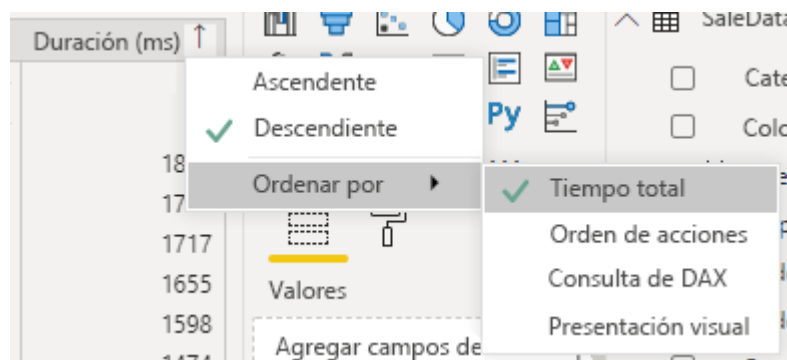 Duración (ms)
SaleData
Ascendente
Descendiente
Ordenar por
Tiempo total
Orden de acciones
Consulta de DAX
Presentación visual
Py
1717
1655
1598
Valores
Agregar campos de